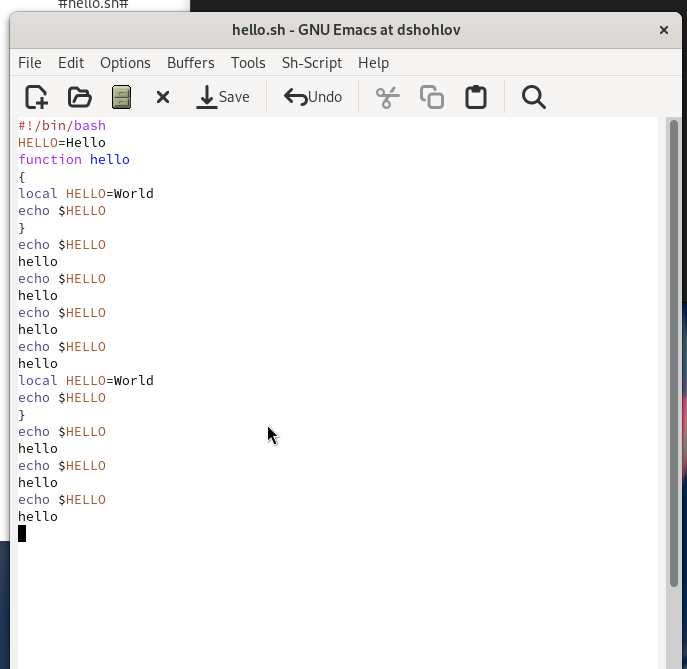 #hello.sh#
hello.sh - GNU Emacs at dshohlov
File Edit Options Buffers Tools Sh-Script Help
Save Undo
#!/bin/bash
HELLO=Hello
function hello
{
local HELLO=World
echo $HELLO
}
echo $HELLO
hello
echo $HELLO
hello
echo $HELLO
hello
echo $HELLO
hello
local HELLO=World
echo $HELLO
}
echo $HELLO
hello
echo $HELLO
hello
echo $HELLO
hello